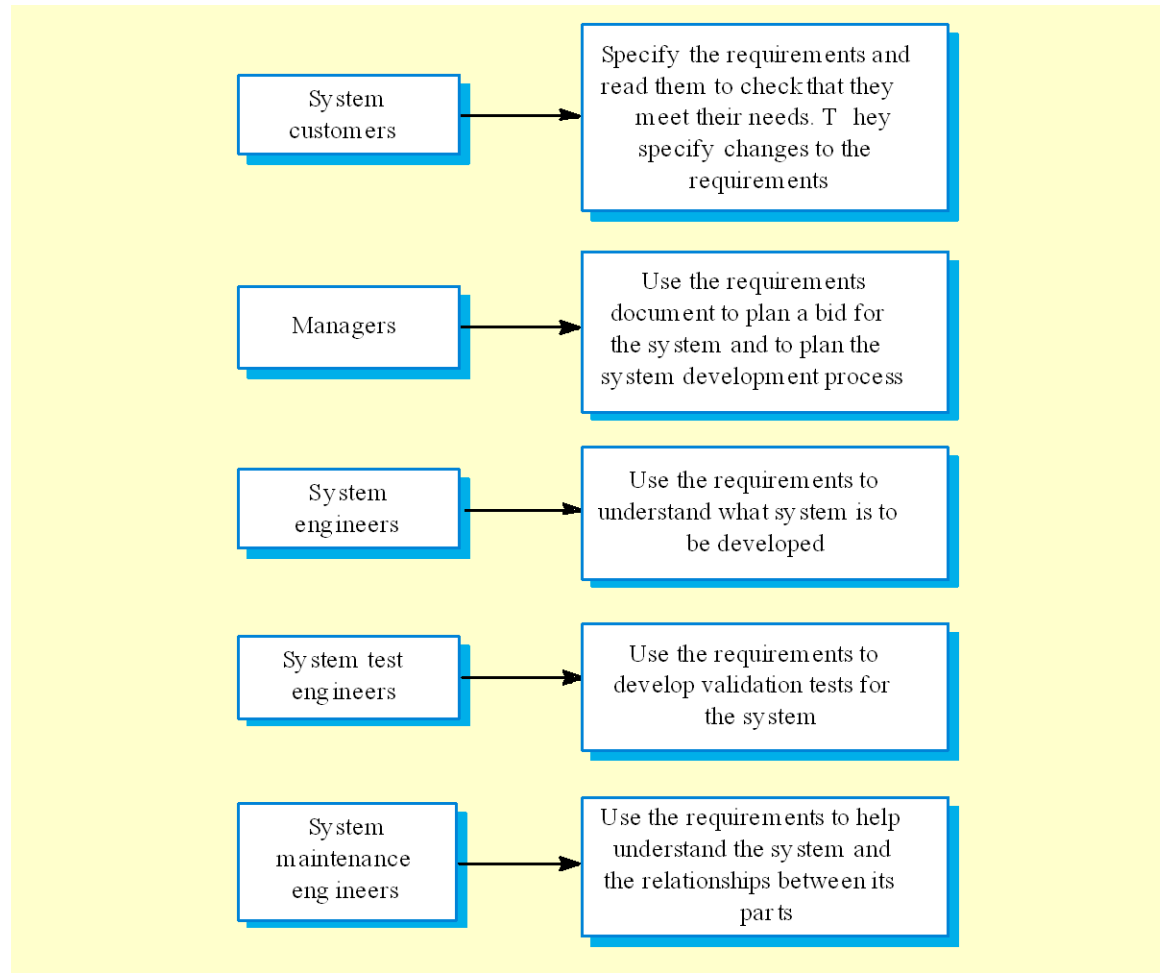 System
customers
Specify the requirements and
read them to check that they
meet their needs. T hey
specify changes to the
requirements
Managers
Use the requirements
document to plan a bid for
the system and to plan the
system development process
System
engineers
Use the requirements to
understand what system is to
be developed
System test
engineers
Use the requirements to
develop validation tests for
the system
System
maintenance
engineers
Use the requirements to help
understand the system and
the relationships between its
parts